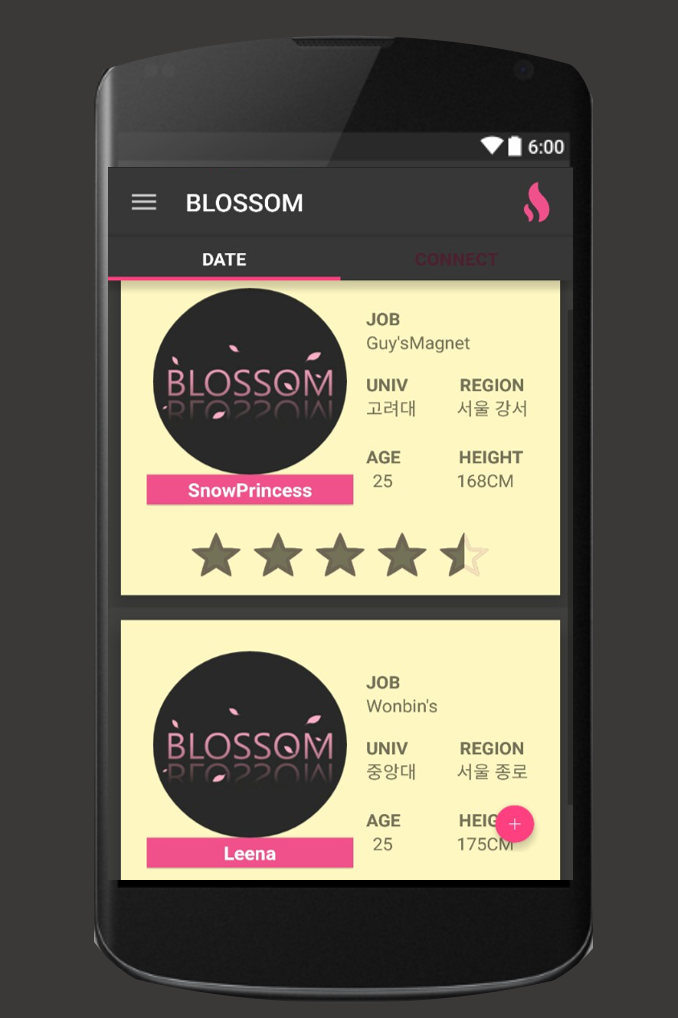 6:00
BLOSSOM
DATE CONNECT
BLOSSOM
SnowPrincess
JOB
Guy'sMagnet
UNIV REGION
고려대 서울 강서
AGE HEIGHT
25 168CM
BLOSSOM
Leena
JOB
Wonbin's
UNIV REGION
중앙대 서울 종로
AGE HEIG
25 175CM
+